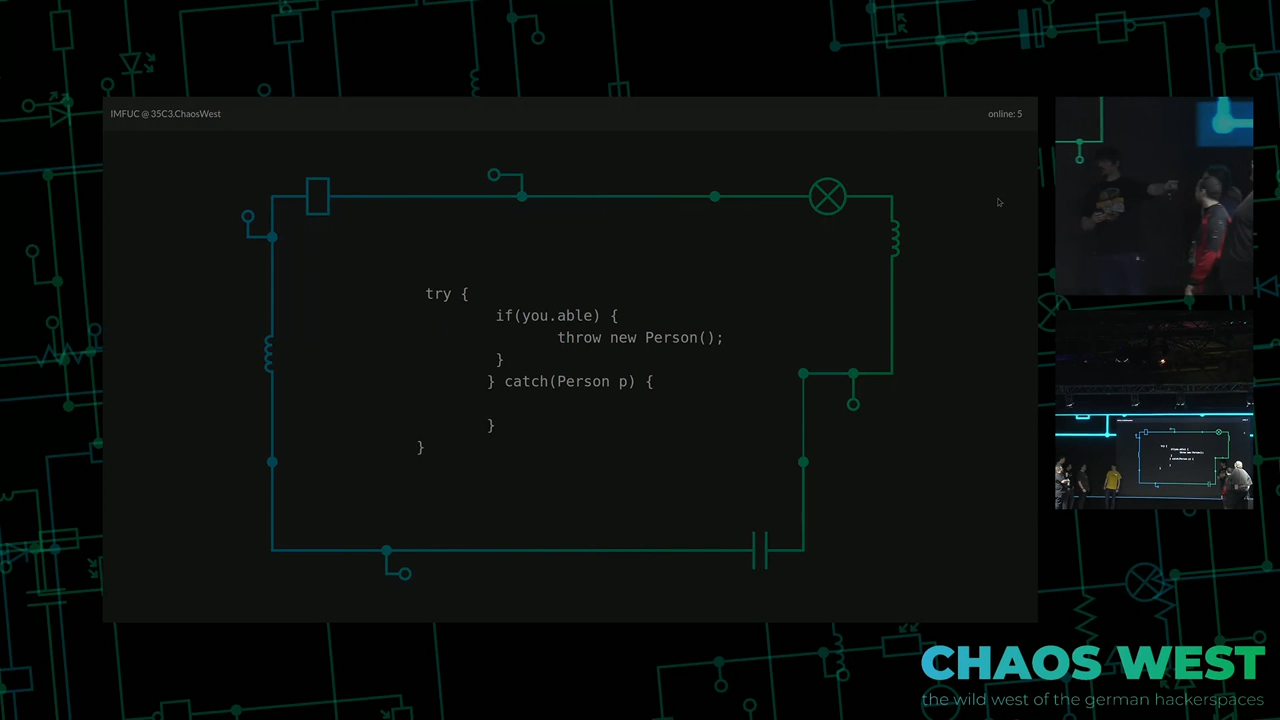 IMFUC @ 35C3.ChaosWest
online: 5
try {
if(you.able) {
throw new Person();
}
} catch(Person p) {
}
}
CHAOS WEST
the wild west of the german hackerspaces